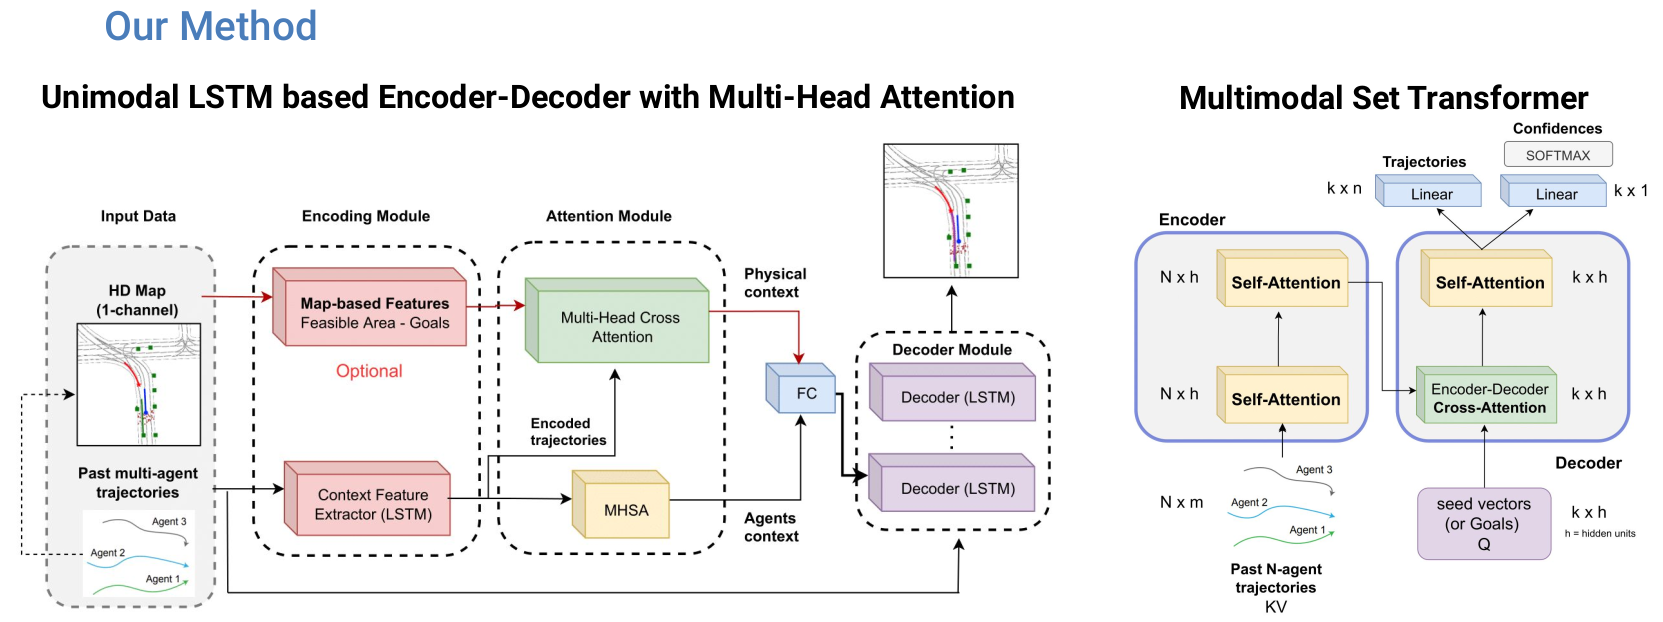 Our Method
Unimodal LSTM based Encoder-Decoder with Multi-Head Attention
Input Data
Encoding Module
Attention Module
HD Map
(1-channel)
Map-based Features
Feasible Area - Goals
Optional
Multi-Head Cross
Attention
Physical
context
FC
Decoder Module
Decoder (LSTM)
Decoder (LSTM)
Encoded
trajectories
Past multi-agent
trajectories
Agent 3
Agent 2
Agent 1
Context Feature
Extractor (LSTM)
MHSA
Agents
context
Multimodal Set Transformer
Confidences
SOFTMAX
Trajectories
k x n
Linear
Linear
k x 1
Encoder
N x h
Self-Attention
Self-Attention
k x h
N x h
Self-Attention
Encoder-Decoder
Cross-Attention
k x h
Decoder
N x m
Agent 3
Agent 2
Agent 1
seed vectors
(or Goals)
Q
k x h
h = hidden units
Past N-agent
trajectories
KV